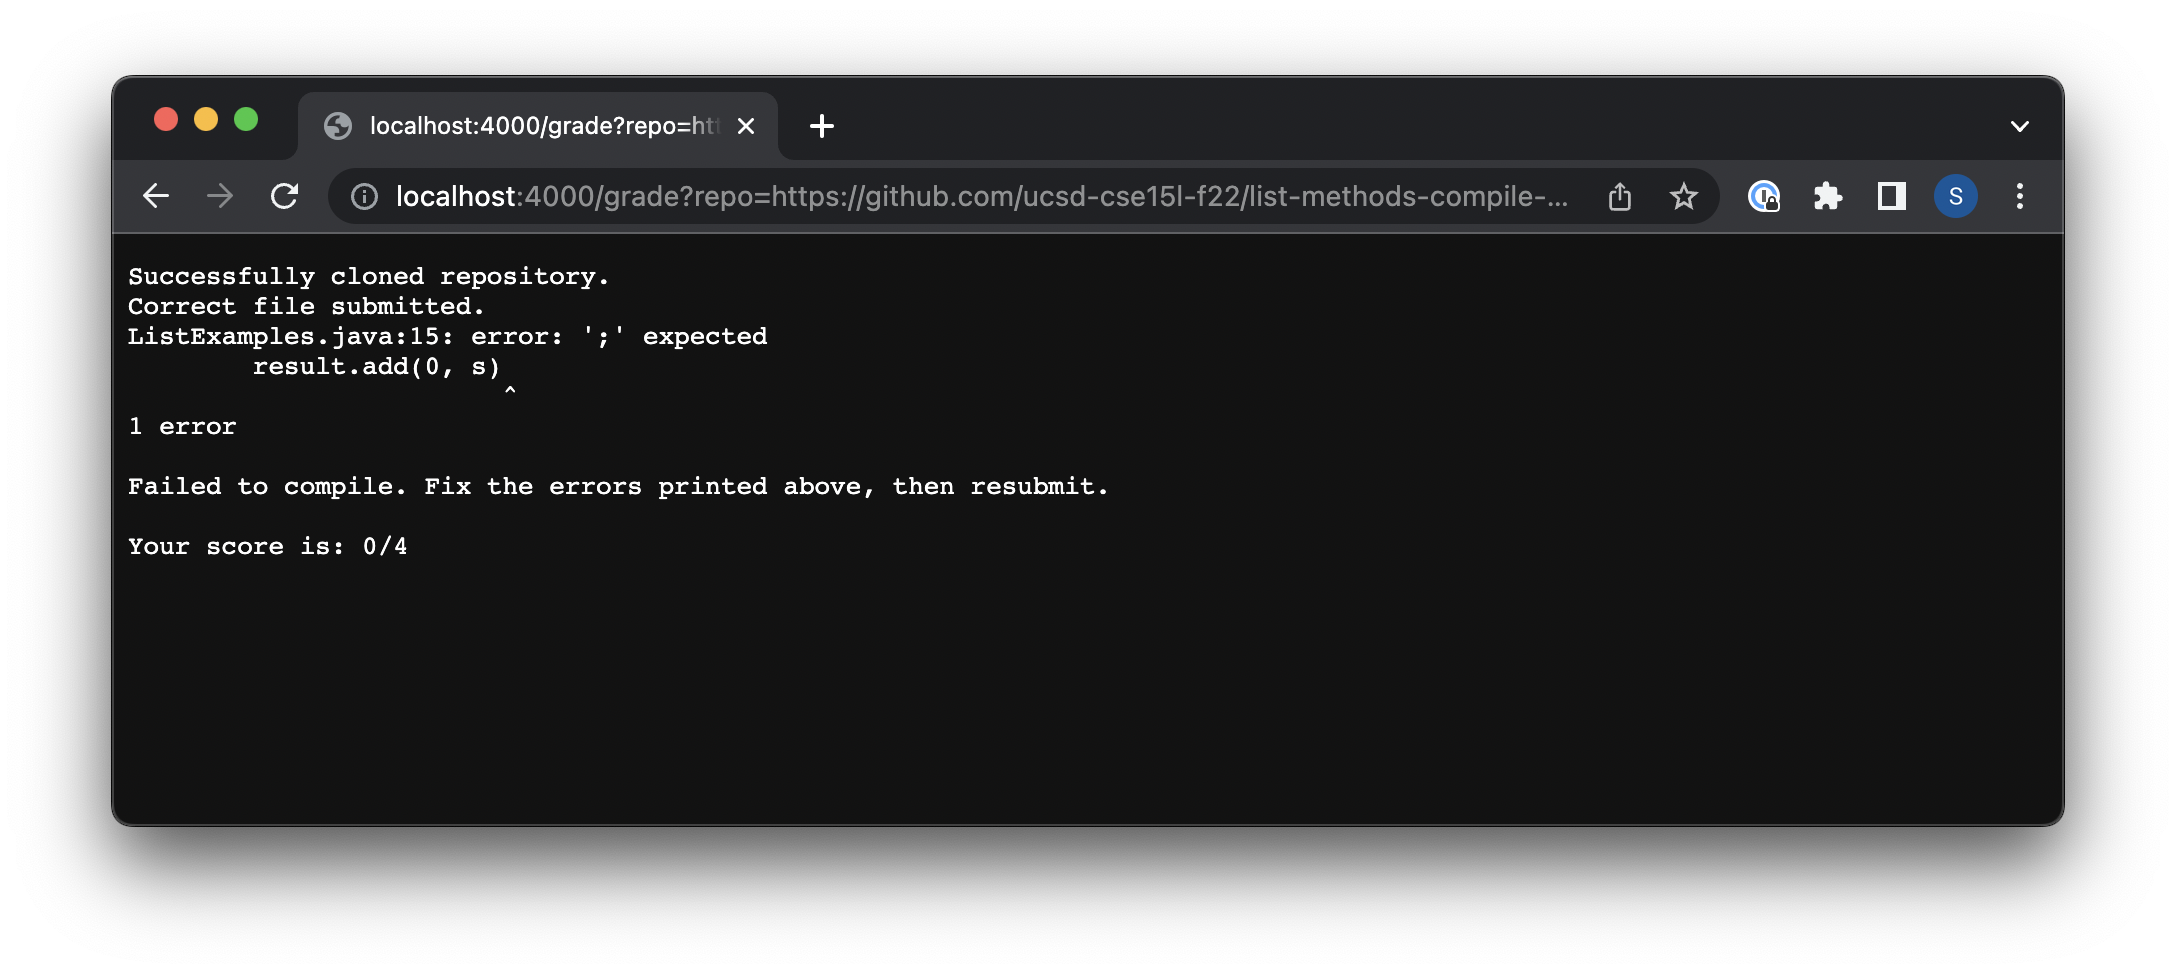 localhost:4000/grade?repo=htt
localhost:4000/grade?repo=https://github.com/ucsd-cse15l-f22/list-methods-compile-...
S
Successfully cloned repository.
Correct file submitted.
ListExamples.java:15: error: ';' expected
        result.add(0, s)
                        ^
1 error
Failed to compile. Fix the errors printed above, then resubmit.
Your score is: 0/4